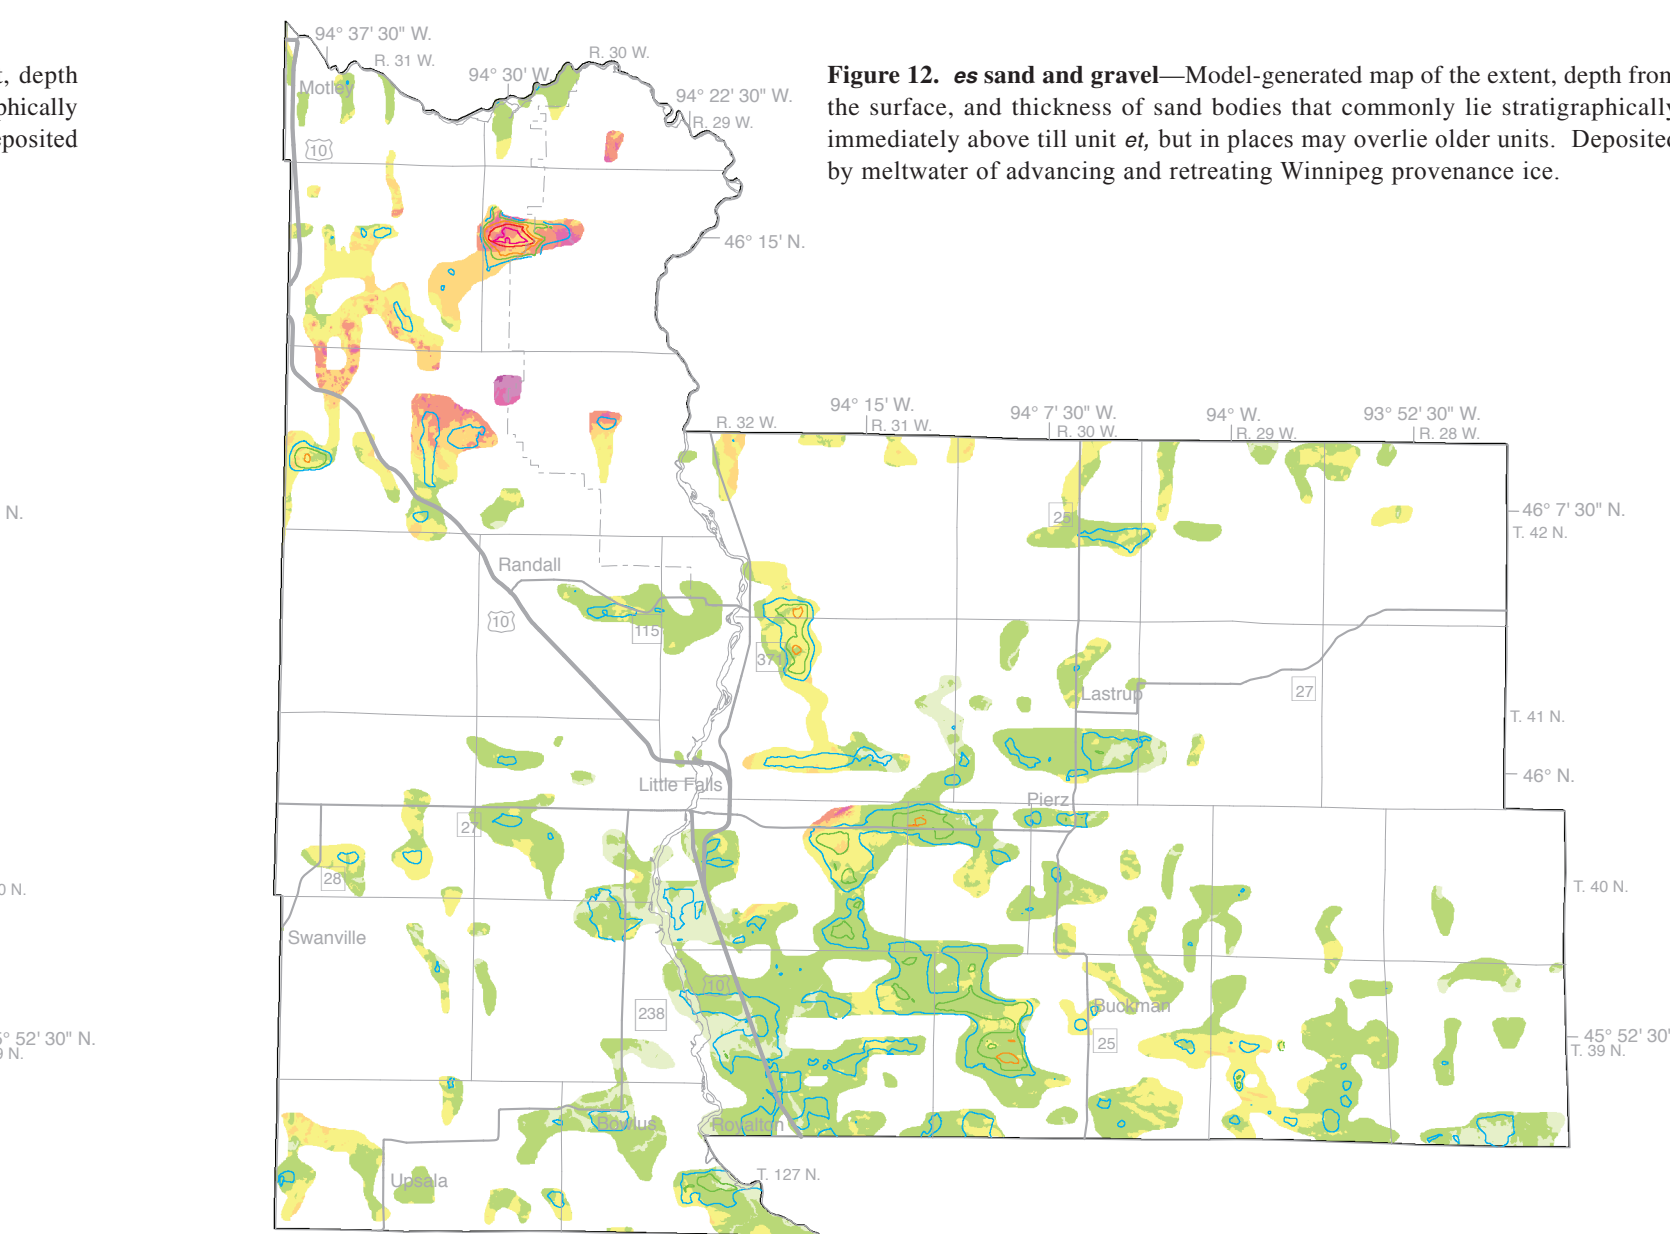 t, depth
phically
posited
Figure 12. es sand and gravel—Model-generated map of the extent, depth from
the surface, and thickness of sand bodies that commonly lie stratigraphically
immediately above till unit et, but in places may overlie older units. Deposited
by meltwater of advancing and retreating Winnipeg provenance ice.
94° 37' 30" W.
R. 31 W.
R. 30 W.
94° 30' W.
94° 22' 30" W.
R. 29 W.
Motley
10
46° 15' N.
94° 15' W.
94° 7' 30" W.
94° W.
93° 52' 30" W.
R. 32 W.
R. 31 W.
R. 30 W.
R. 29 W.
R. 28 W.
N.
25
46° 7' 30" N.
T. 42 N.
Randall
10
115
371
Lastrup
27
T. 41 N.
46° N.
Little Falls
Pierz
27
28
0 N.
T. 40 N.
Swanville
10
238
Buckman
25
5° 52' 30" N.
9 N.
45° 52' 30"
T. 39 N.
Bowlus
Royalton
Upsala
T. 127 N.